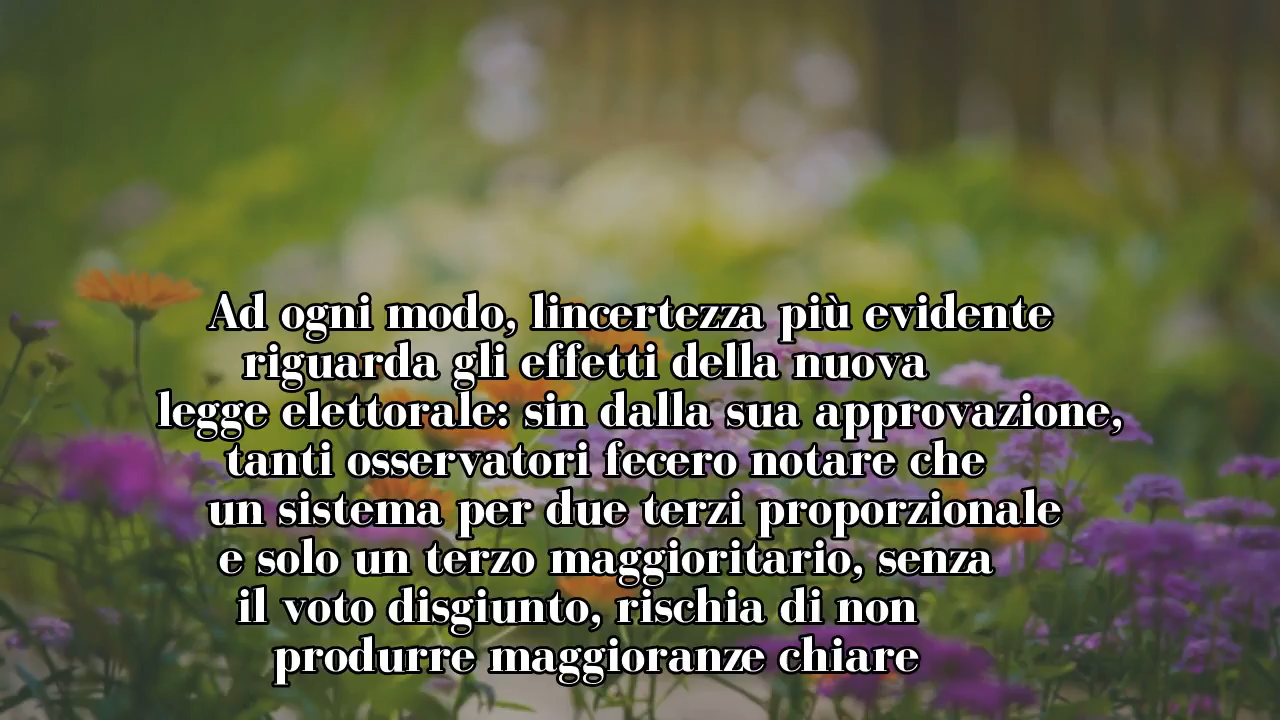 Ad ogni modo, lincertezza più evidente
riguarda gli effetti della nuova
legge elettorale: sin dalla sua approvazione,
tanti osservatori fecero notare che
un sistema per due terzi proporzionale
e solo un terzo maggioritario, senza
il voto disgiunto, rischia di non
produrre maggioranze chiare